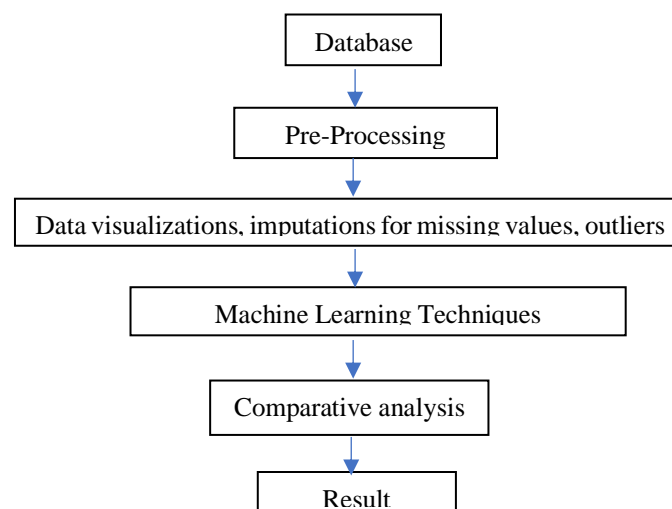 Database
Pre-Processing
Data visualizations, imputations for missing values, outliers
Machine Learning Techniques
Comparative analysis
Result